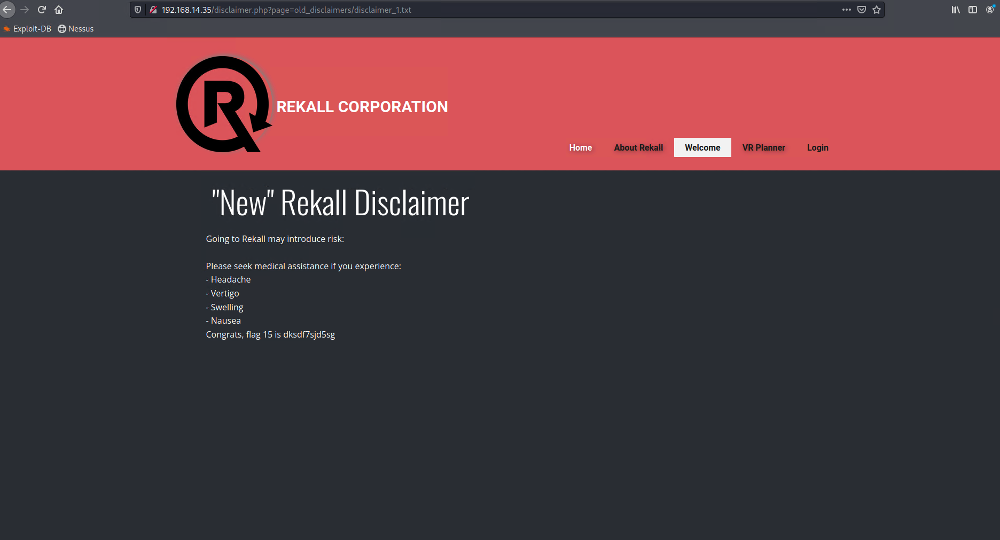 192.168.14.35/disclaimer.php?page=old_disclaimers/disclaimer_1.txt
Exploit-DB Nessus
R
REKALL CORPORATION
Home About Rekall Welcome VR Planner Login
"New" Rekall Disclaimer
Going to Rekall may introduce risk:
Please seek medical assistance if you experience:
- Headache
- Vertigo
- Swelling
- Nausea
Congrats, flag 15 is dksdf7sjd5sg